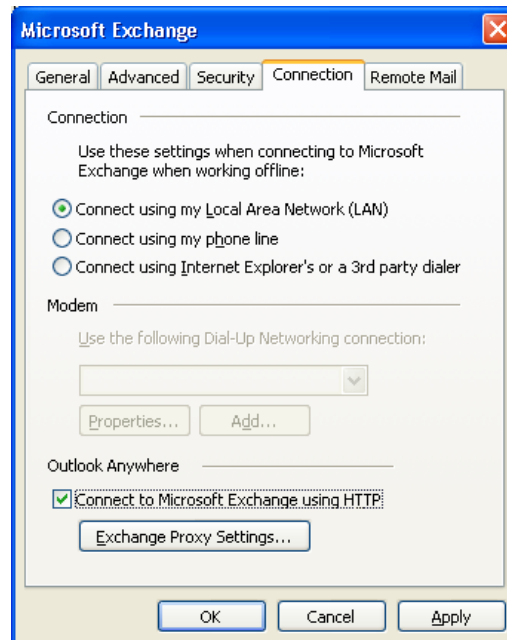 Microsoft Exchange
General Advanced Security Connection Remote Mail
Connection
Use these settings when connecting to Microsoft
Exchange when working offline:
Connect using my Local Area Network (LAN)
Connect using my phone line
Connect using Internet Explorer's or a 3rd party dialer
Modem
Use the following Dial-Up Networking connection:
Properties... Add...
Outlook Anywhere
Connect to Microsoft Exchange using HTTP
Exchange Proxy Settings...
OK Cancel Apply